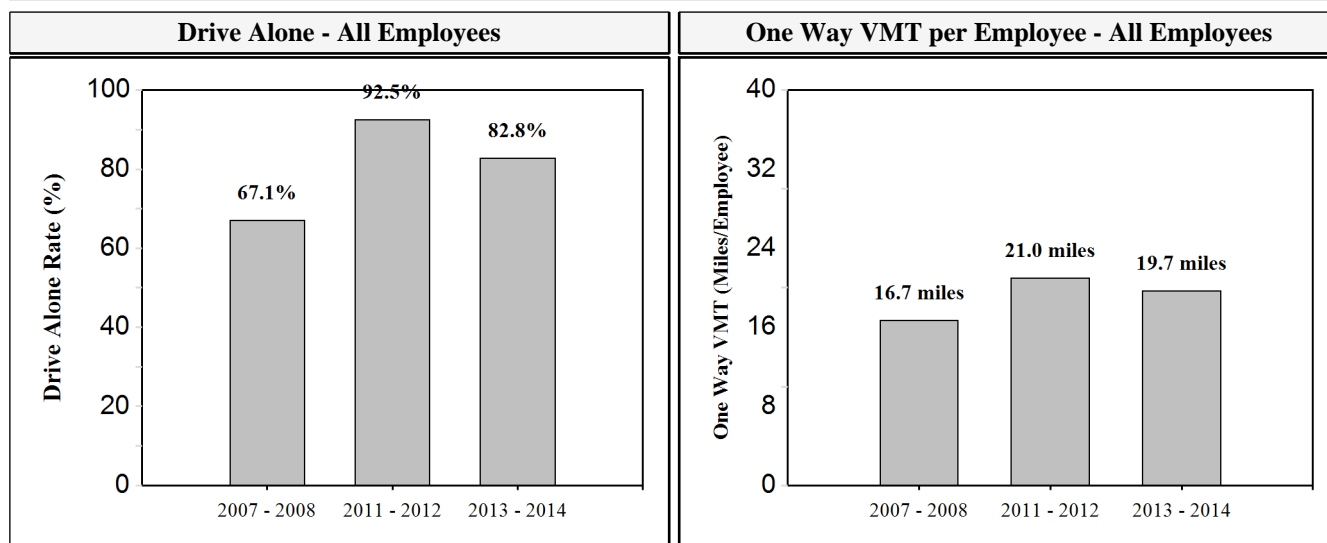 Drive Alone - All Employees
One Way VMT per Employee - All Employees
Drive Alone Rate (%)
100
80
60
40
20
0
67.1%
92.5%
82.8%
2007 - 2008
2011 - 2012
2013 - 2014
One Way VMT (Miles/Employee)
40
32
24
16
8
0
16.7 miles
21.0 miles
19.7 miles
2007 - 2008
2011 - 2012
2013 - 2014